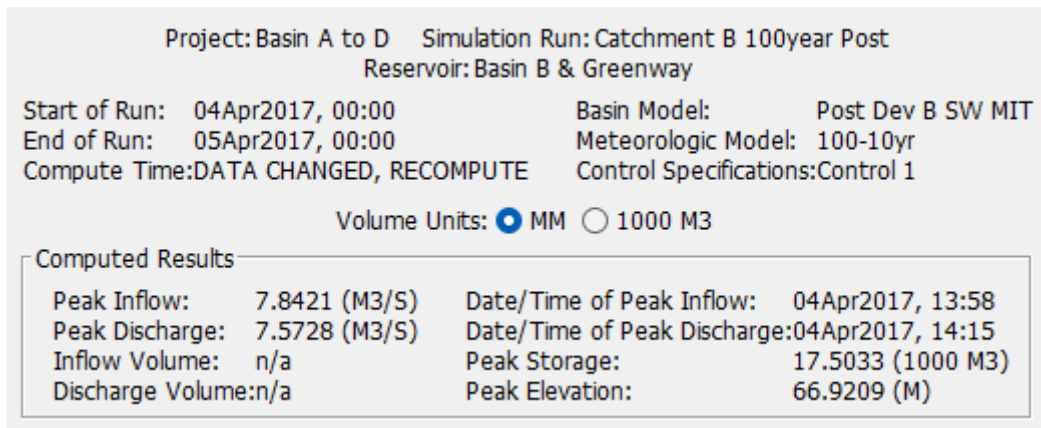 Project: Basin A to D Simulation Run: Catchment B 100year Post
Reservoir: Basin B & Greenway
Start of Run: 04Apr2017, 00:00 Basin Model: Post Dev B SW MIT
End of Run: 05Apr2017, 00:00 Meteorologic Model: 100-10yr
Compute Time:DATA CHANGED, RECOMPUTE Control Specifications:Control 1
Volume Units: MM 1000 M3
Computed Results
Peak Inflow: 7.8421 (M3/S) Date/Time of Peak Inflow: 04Apr2017, 13:58
Peak Discharge: 7.5728 (M3/S) Date/Time of Peak Discharge:04Apr2017, 14:15
Inflow Volume: n/a Peak Storage: 17.5033 (1000 M3)
Discharge Volume:n/a Peak Elevation: 66.9209 (M)